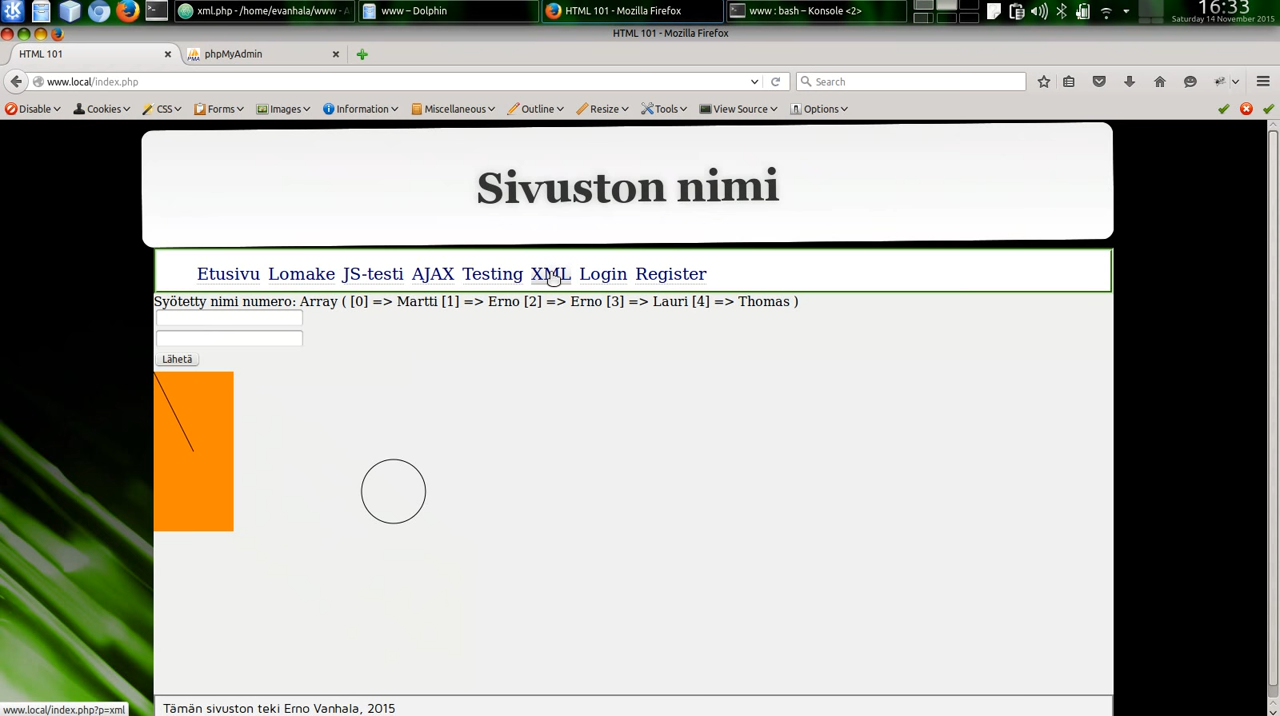 xml.php - /home/evanhala/www - A
www – Dolphin
HTML 101 - Mozilla Firefox
www : bash – Konsole <2>
16:33
Saturday 14 November 2015
HTML 101 - Mozilla Firefox
HTML 101
phpMyAdmin
www.local/index.php
Search
Disable Cookies CSS Forms Images Information Miscellaneous Outline Resize Tools View Source Options
Sivuston nimi
Etusivu Lomake JS-testi AJAX Testing XML Login Register
Syötetty nimi numero: Array ( [0] => Martti [1] => Erno [2] => Erno [3] => Lauri [4] => Thomas )
Lähetä
www.local/index.php?p=xml
Tämän sivuston teki Erno Vanhala, 2015